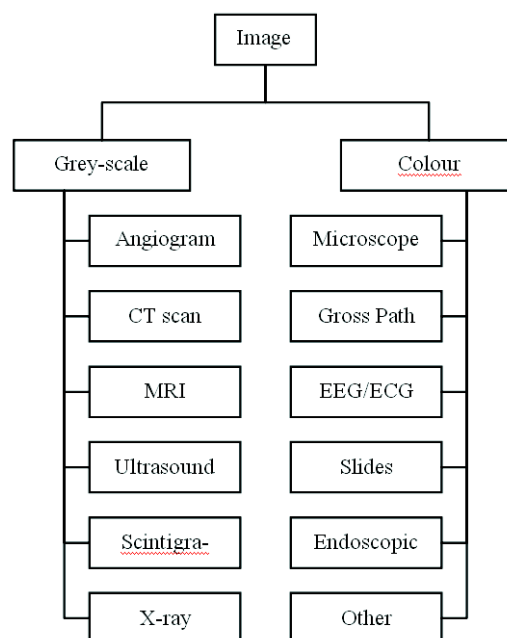 Image
Grey-scale
Colour
Angiogram
Microscope
CT scan
Gross Path
MRI
EEG/ECG
Ultrasound
Slides
Scintigra-
Endoscopic
X-ray
Other